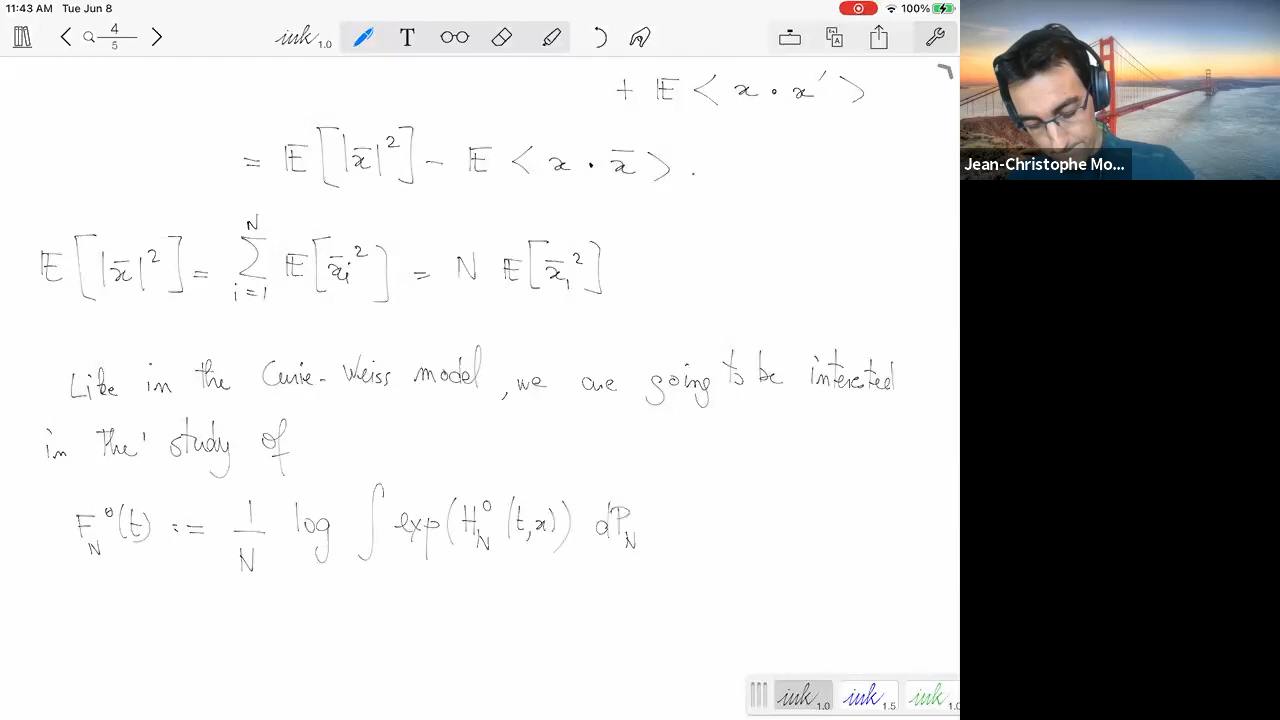 11:43 AM Tue Jun 8
100%
4
5
ink 1.0
T
+ 𝔼 < x · x' >
= 𝔼[|x̄|²] - 𝔼 < x · x̄ > .
𝔼[|x̄|²] = ∑_{i=1}^{N} 𝔼[x̄_i²] = N 𝔼[x̄_1²]
Like in the Curie-Weiss model, we are going to be interested
in the study of
F_N^0(t) := 1/N log ∫ exp(H_N^0(t,x)) dP_N
Jean-Christophe Mo...
ink 1.0 ink 1.5 ink 1.0